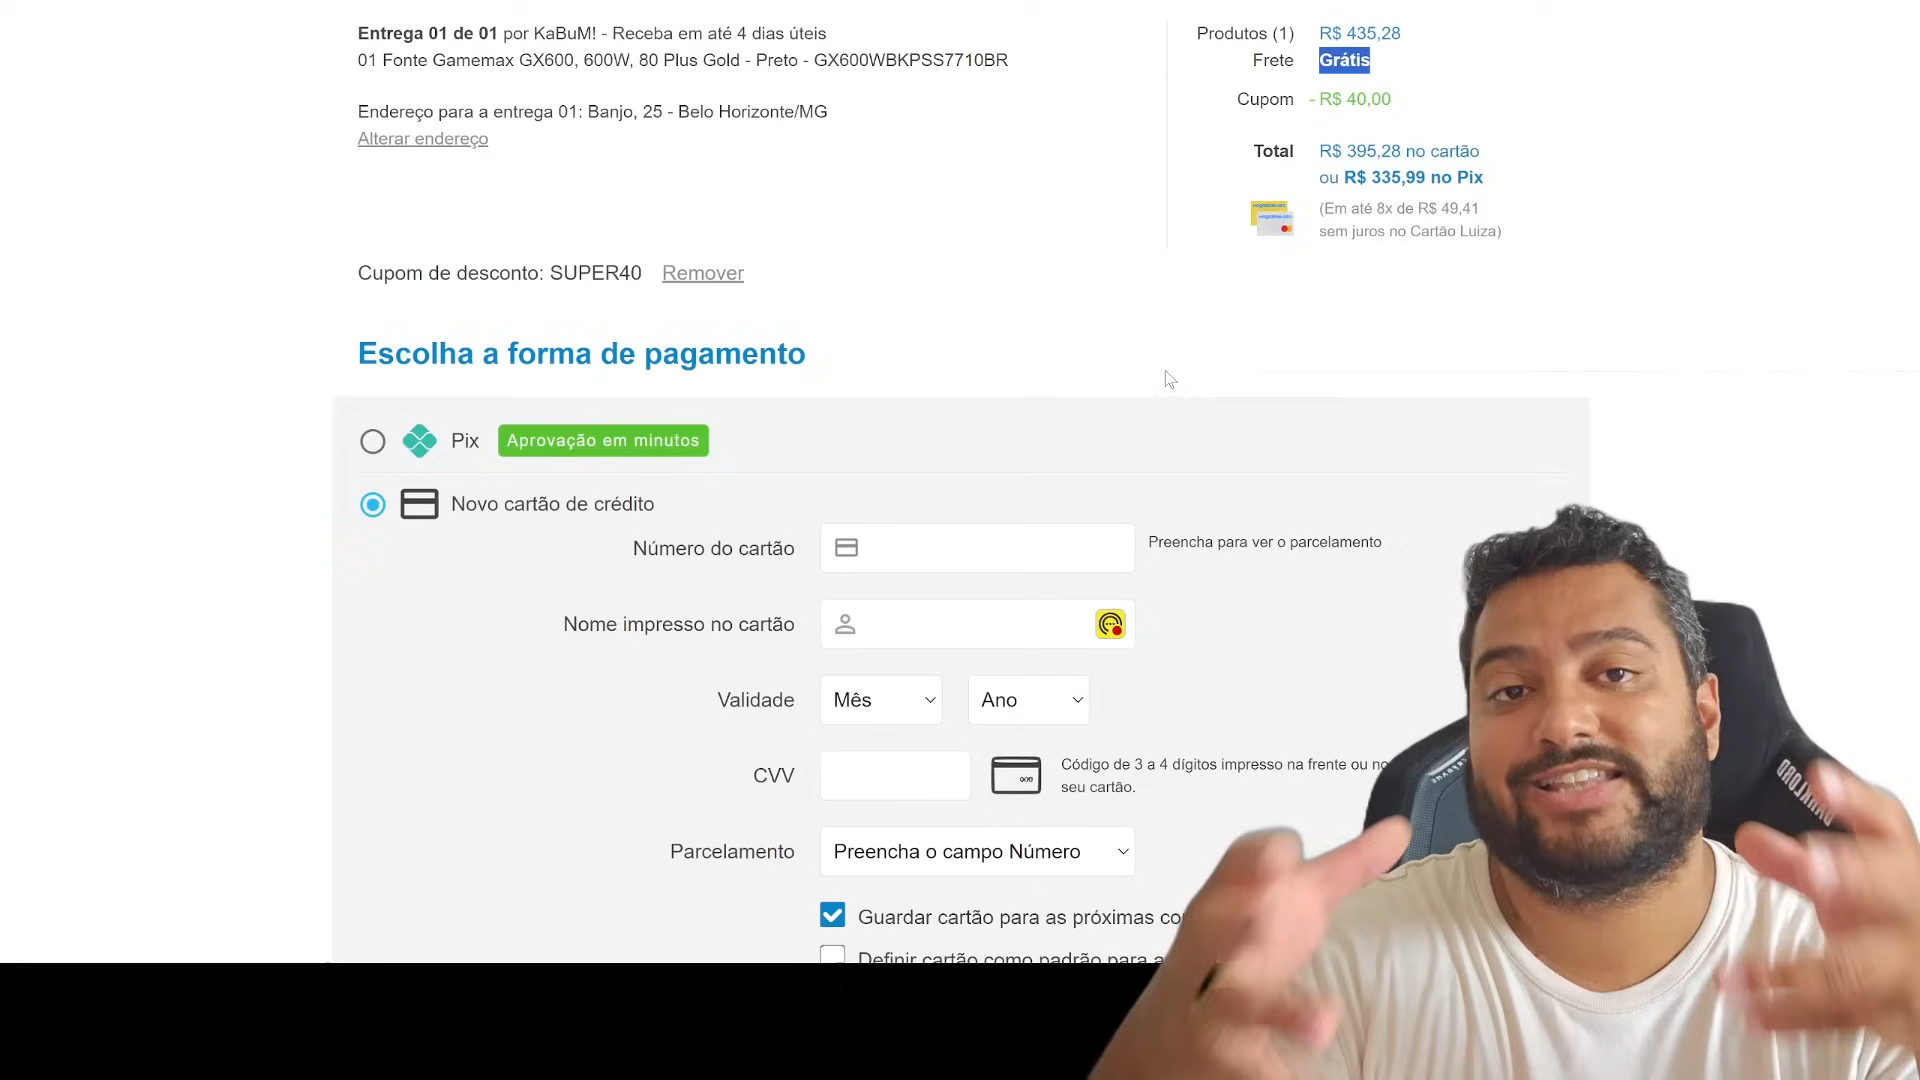 Entrega 01 de 01 por KaBuM! - Receba em até 4 dias úteis
01 Fonte Gamemax GX600, 600W, 80 Plus Gold - Preto - GX600WBKPSS7710BR
Endereço para a entrega 01: Banjo, 25 - Belo Horizonte/MG
Alterar endereço
Produtos (1) R$ 435,28
Frete Grátis
Cupom - R$ 40,00
Total R$ 395,28 no cartão
ou R$ 335,99 no Pix
(Em até 8x de R$ 49,41
sem juros no Cartão Luiza)
Cupom de desconto: SUPER40 Remover
Escolha a forma de pagamento
Pix Aprovação em minutos
Novo cartão de crédito
Número do cartão Preencha para ver o parcelamento
Nome impresso no cartão
Validade Mês Ano
CVV Código de 3 a 4 dígitos impresso na frente ou no
seu cartão.
Parcelamento Preencha o campo Número
Guardar cartão para as próximas co
Definir cartão como padrão para a